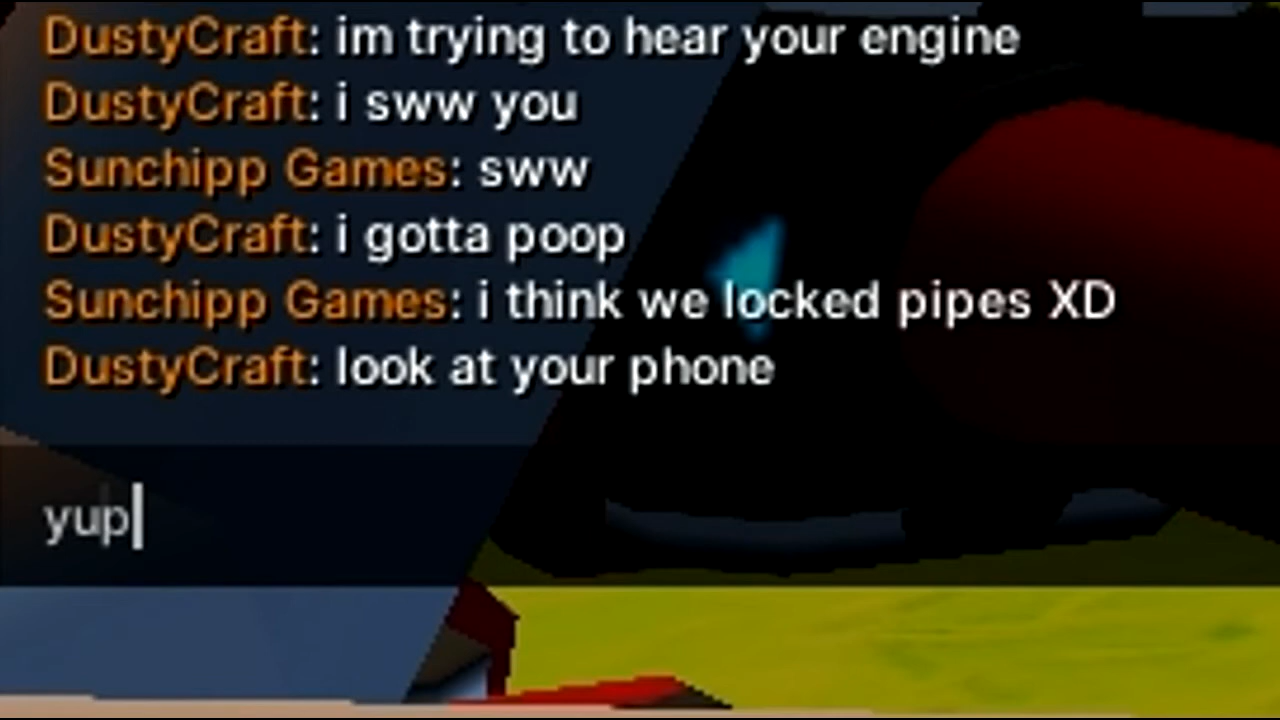 DustyCraft: im trying to hear your engine
DustyCraft: i sww you
Sunchipp Games: sww
DustyCraft: i gotta poop
Sunchipp Games: i think we locked pipes XD
DustyCraft: look at your phone
yup